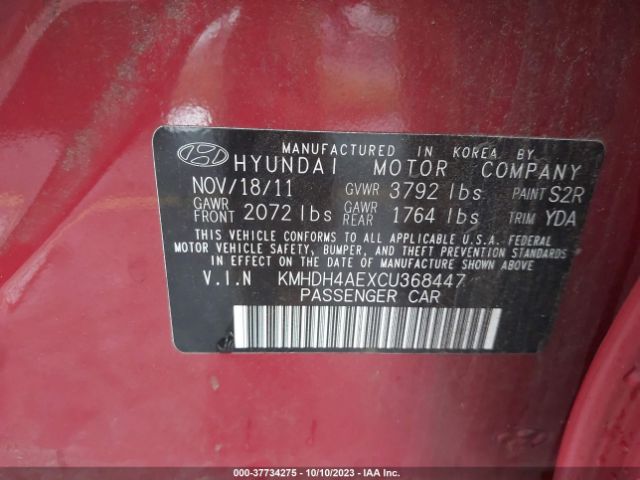 MANUFACTURED IN KOREA BY
HYUNDAI MOTOR COMPANY
NOV/18/11 GVWR 3792 lbs PAINT S2R
GAWR FRONT 2072 lbs GAWR REAR 1764 lbs TRIM YDA
THIS VEHICLE CONFORMS TO ALL APPLICABLE U.S.A. FEDERAL
MOTOR VEHICLE SAFETY, BUMPER, AND THEFT PREVENTION STANDARDS
IN EFFECT ON THE DATE OF MANUFACTURE SHOWN ABOVE.
V.I.N KMHDH4AEXCU368447
PASSENGER CAR
000-37734275 - 10/10/2023 - IAA Inc.